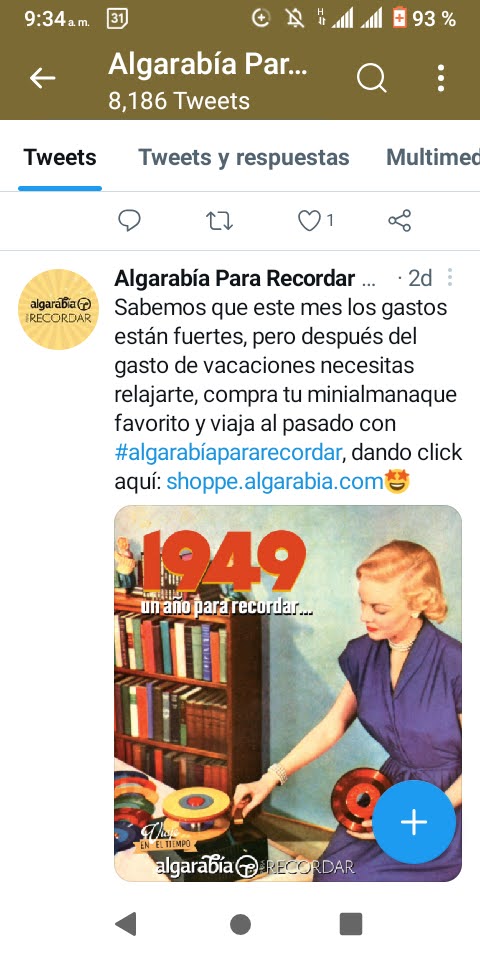 9:34 a. m. 31 H 93 %
Algarabía Par...
8,186 Tweets
Tweets Tweets y respuestas Multimed
1
Algarabía Para Recordar ... · 2d
Sabemos que este mes los gastos
están fuertes, pero después del
gasto de vacaciones necesitas
relajarte, compra tu minialmanaque
favorito y viaja al pasado con
#algarabíapararecordar, dando click
aquí: shoppe.algarabia.com🤩
algarabía
PARA RECORDAR
1949
un año para recordar...
Viaje
EN EL TIEMPO
algarabía PARA RECORDAR